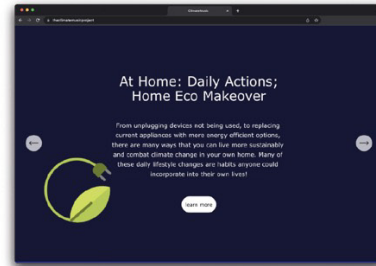 At Home: Daily Actions;
Home Eco Makeover
From unplugging devices not being used, to replacing
current appliances with more energy efficient options,
there are many ways that you can live more sustainably
and combat climate change in your own home. Many of
these daily lifestyle changes are habits anyone could
incorporate into their own lives!
learn more